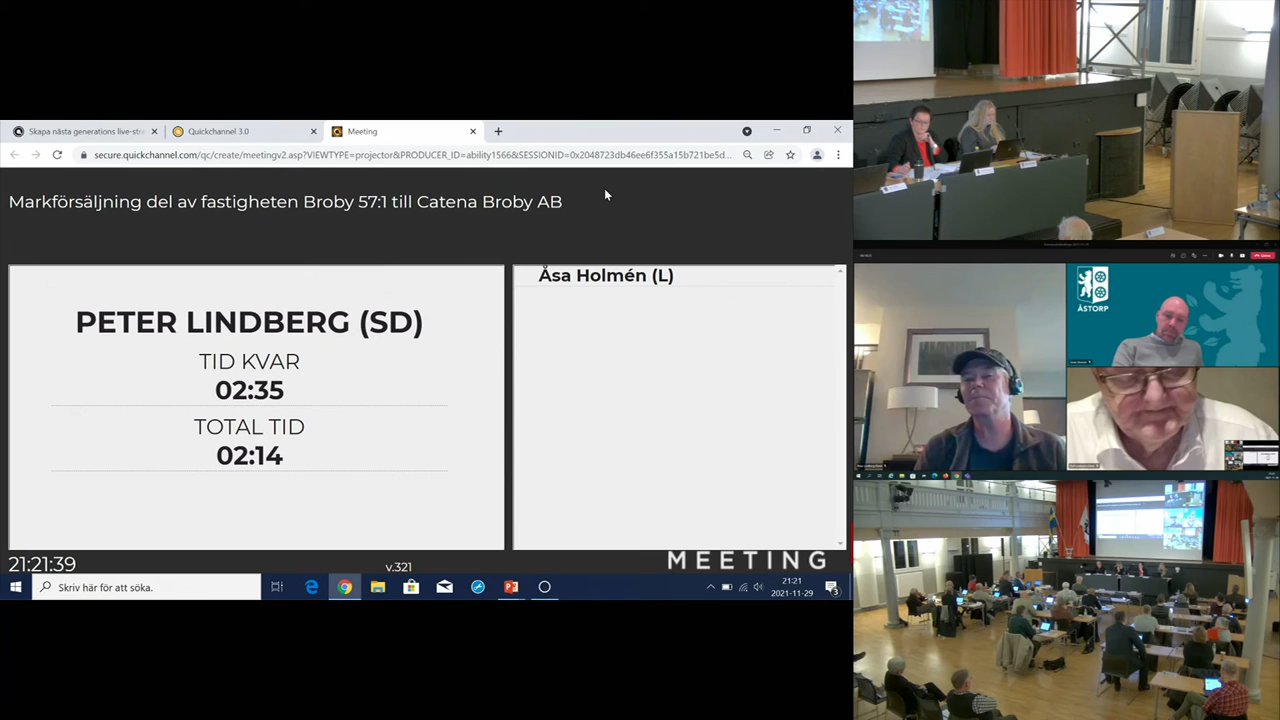 Skapa nästa generations live-stre
Quickchannel 3.0
Meeting
secure.quickchannel.com/qc/create/meetingv2.asp?VIEWTYPE=projector&PRODUCER_ID=ability1566&SESSIONID=0x2048723db46ee6f355a15b721be5d...
Markförsäljning del av fastigheten Broby 57:1 till Catena Broby AB
PETER LINDBERG (SD)
TID KVAR
02:35
TOTAL TID
02:14
Åsa Holmén (L)
21:21:39
v.321
MEETING
Skriv här för att söka.
21:21
2021-11-29
3
ÅSTORP